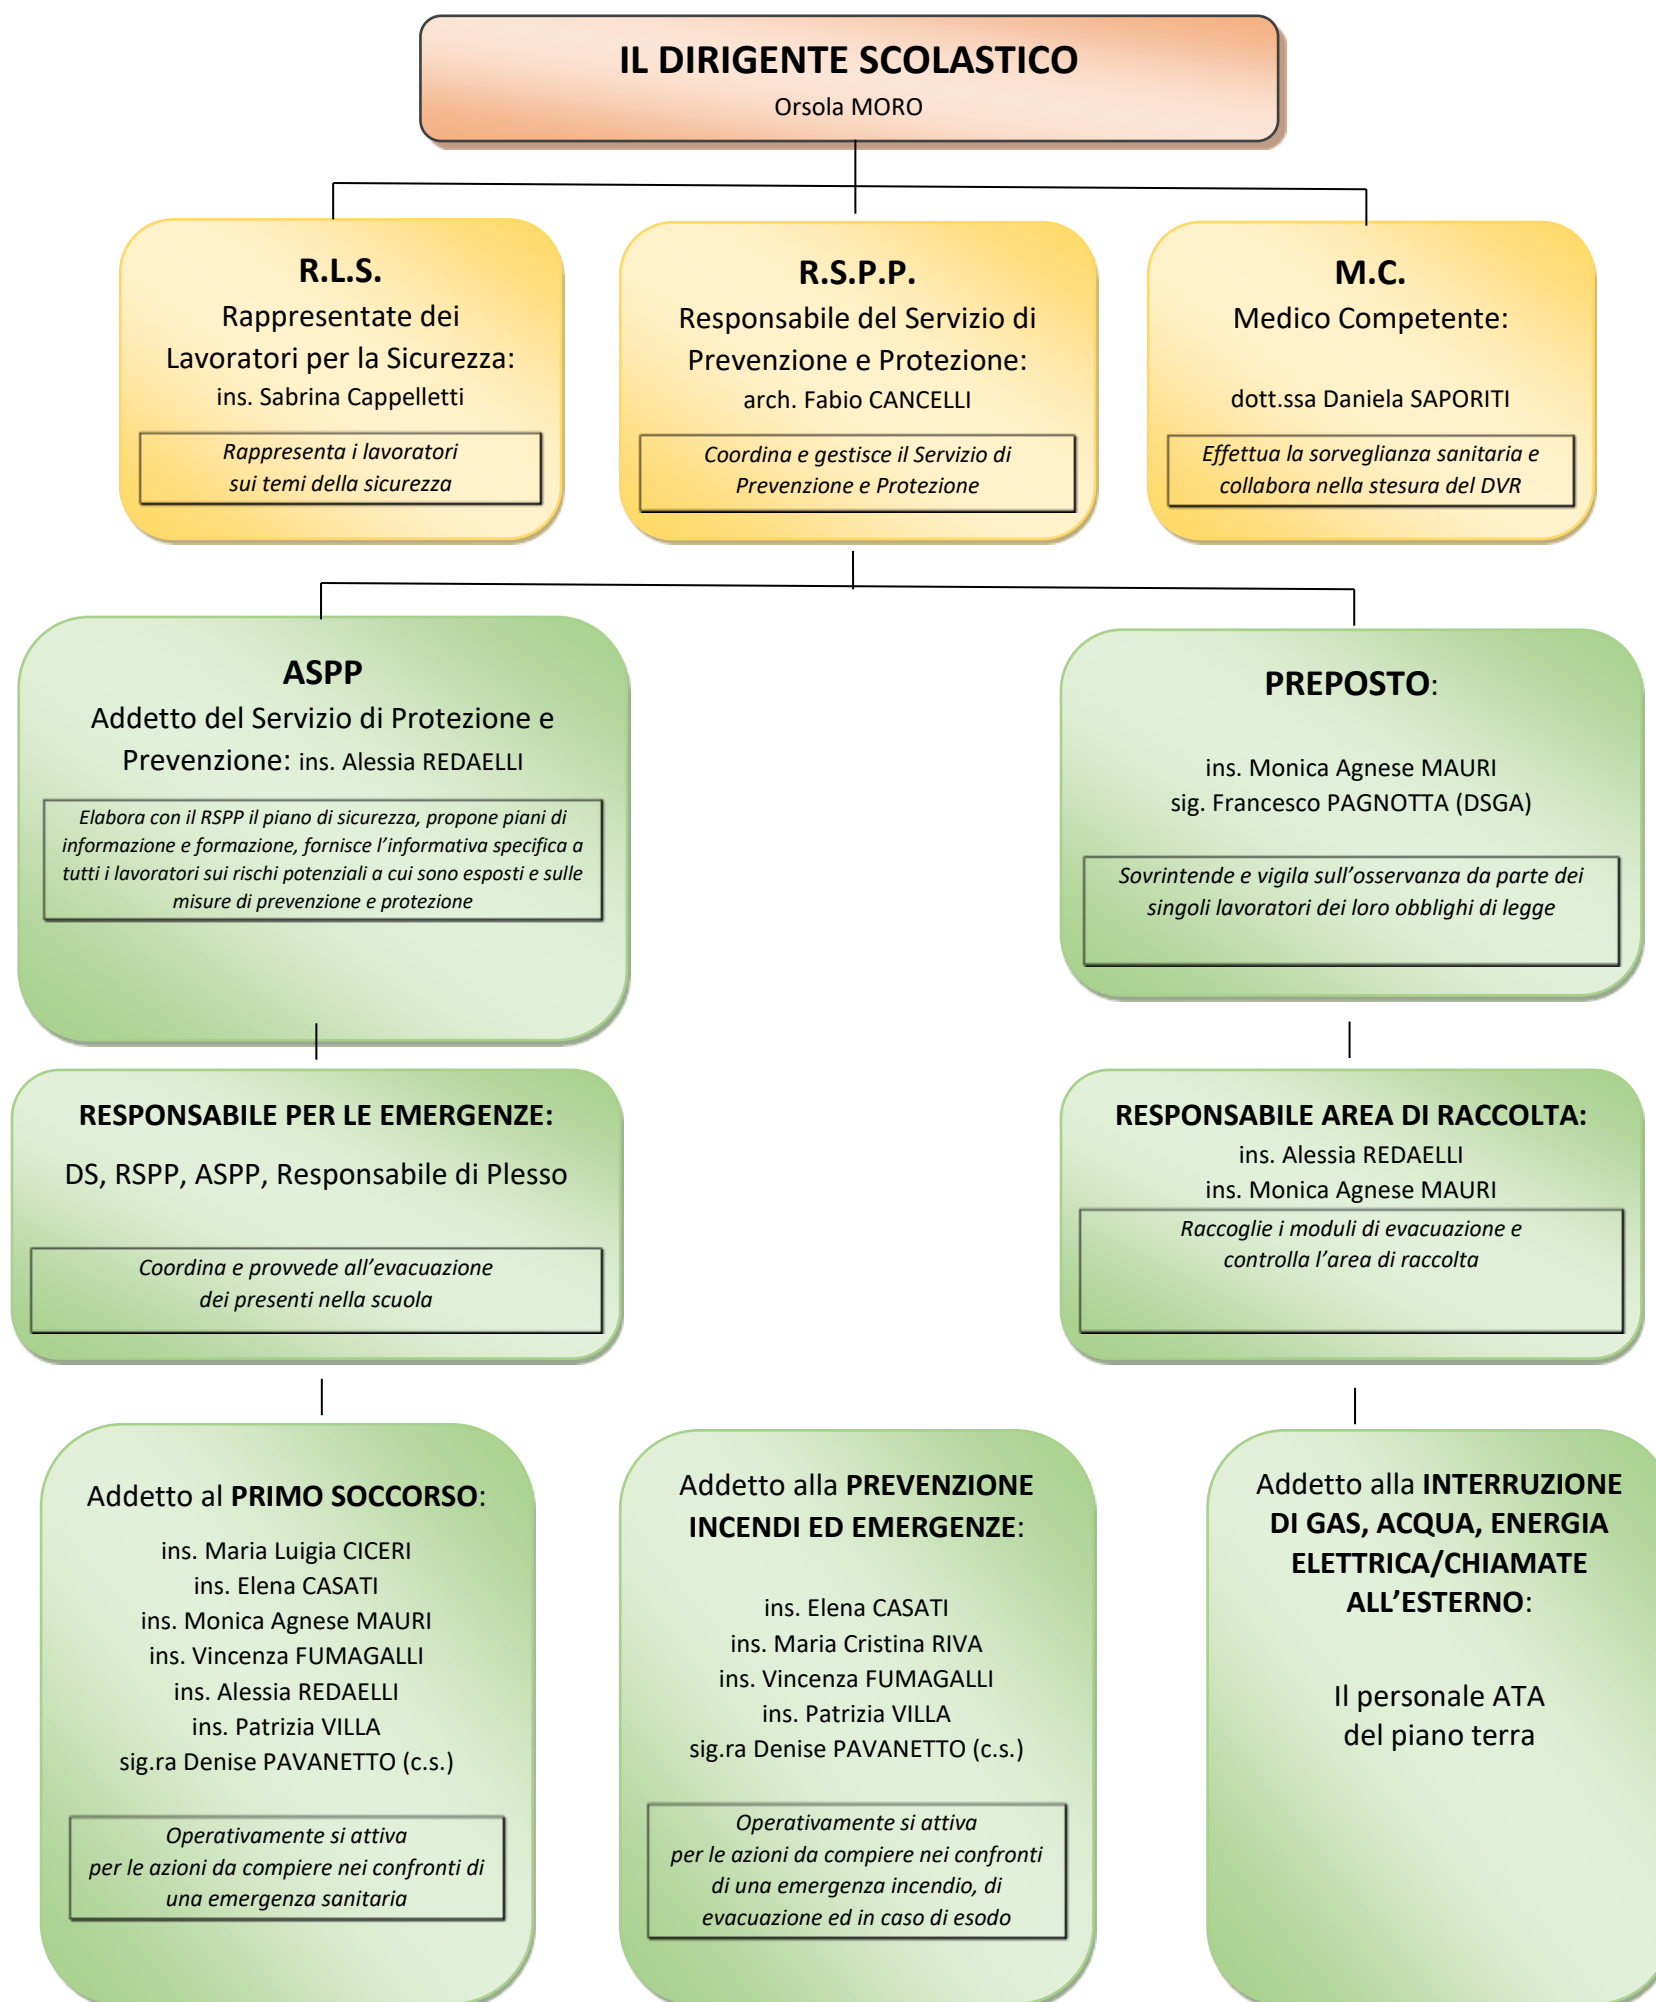 IL DIRIGENTE SCOLASTICO
Orsola MORO
R.L.S.
Rappresentate dei
Lavoratori per la Sicurezza:
ins. Sabrina Cappelletti
Rappresenta i lavoratori
sui temi della sicurezza
R.S.P.P.
Responsabile del Servizio di
Prevenzione e Protezione:
arch. Fabio CANCELLI
Coordina e gestisce il Servizio di
Prevenzione e Protezione
M.C.
Medico Competente:
dott.ssa Daniela SAPORITI
Effettua la sorveglianza sanitaria e
collabora nella stesura del DVR
ASPP
Addetto del Servizio di Protezione e
Prevenzione: ins. Alessia REDAELLI
Elabora con il RSPP il piano di sicurezza, propone piani di
informazione e formazione, fornisce l’informativa specifica a
tutti i lavoratori sui rischi potenziali a cui sono esposti e sulle
misure di prevenzione e protezione
PREPOSTO:
ins. Monica Agnese MAURI
sig. Francesco PAGNOTTA (DSGA)
Sovrintende e vigila sull’osservanza da parte dei
singoli lavoratori dei loro obblighi di legge
RESPONSABILE PER LE EMERGENZE:
DS, RSPP, ASPP, Responsabile di Plesso
Coordina e provvede all’evacuazione
dei presenti nella scuola
RESPONSABILE AREA DI RACCOLTA:
ins. Alessia REDAELLI
ins. Monica Agnese MAURI
Raccoglie i moduli di evacuazione e
controlla l’area di raccolta
Addetto al PRIMO SOCCORSO:
ins. Maria Luigia CICERI
ins. Elena CASATI
ins. Monica Agnese MAURI
ins. Vincenza FUMAGALLI
ins. Alessia REDAELLI
ins. Patrizia VILLA
sig.ra Denise PAVANETTO (c.s.)
Operativamente si attiva
per le azioni da compiere nei confronti di
una emergenza sanitaria
Addetto alla PREVENZIONE
INCENDI ED EMERGENZE:
ins. Elena CASATI
ins. Maria Cristina RIVA
ins. Vincenza FUMAGALLI
ins. Patrizia VILLA
sig.ra Denise PAVANETTO (c.s.)
Operativamente si attiva
per le azioni da compiere nei confronti
di una emergenza incendio, di
evacuazione ed in caso di esodo
Addetto alla INTERRUZIONE
DI GAS, ACQUA, ENERGIA
ELETTRICA/CHIAMATE
ALL’ESTERNO:
Il personale ATA
del piano terra